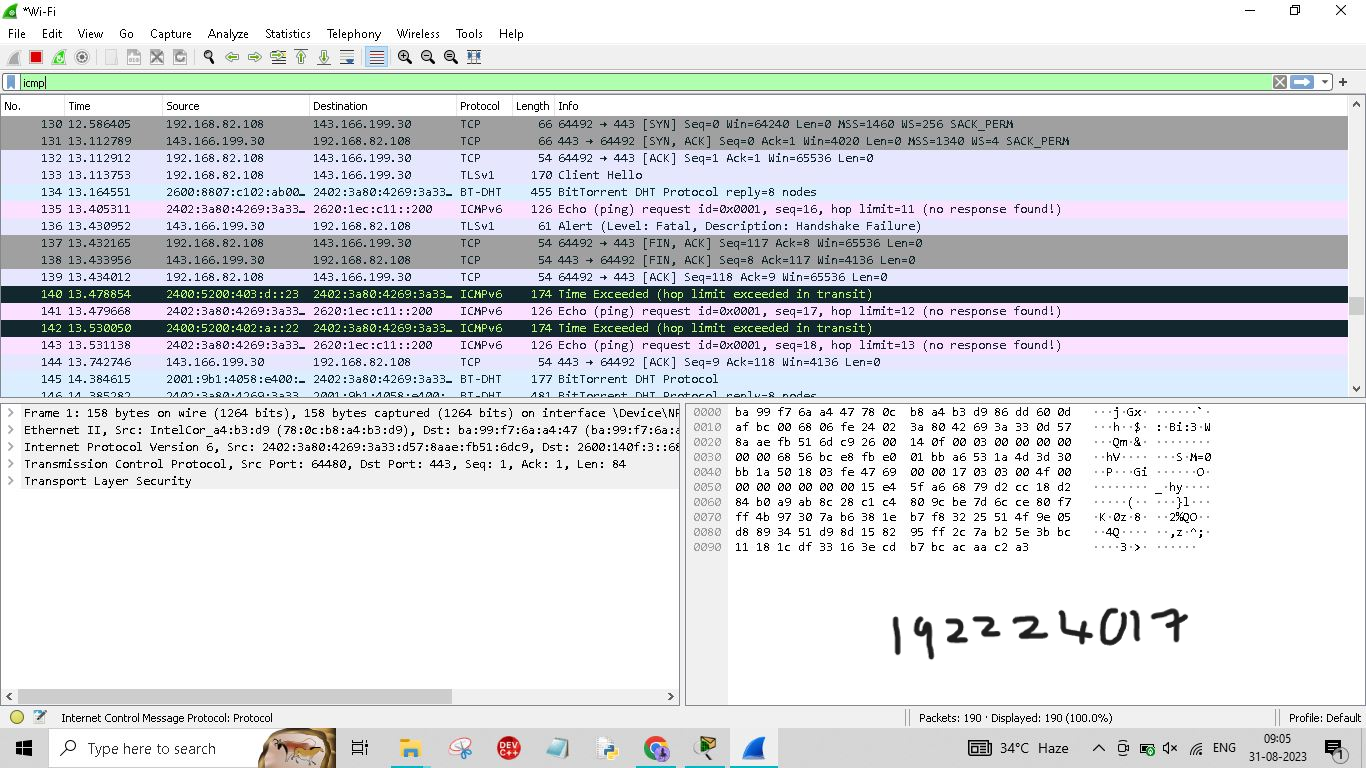 *Wi-Fi
File Edit View Go Capture Analyze Statistics Telephony Wireless Tools Help
icmp
No. Time Source Destination Protocol Length Info
130 12.586405 192.168.82.108 143.166.199.30 TCP 66 64492 → 443 [SYN] Seq=0 Win=64240 Len=0 MSS=1460 WS=256 SACK_PERM
131 13.112789 143.166.199.30 192.168.82.108 TCP 66 443 → 64492 [SYN, ACK] Seq=0 Ack=1 Win=4020 Len=0 MSS=1340 WS=4 SACK_PERM
132 13.112912 192.168.82.108 143.166.199.30 TCP 54 64492 → 443 [ACK] Seq=1 Ack=1 Win=65536 Len=0
133 13.113753 192.168.82.108 143.166.199.30 TLSv1 170 Client Hello
134 13.164551 2600:8807:c102:ab00… 2402:3a80:4269:3a33… BT-DHT 455 BitTorrent DHT Protocol reply=8 nodes
135 13.405311 2402:3a80:4269:3a33… 2620:1ec:c11::200 ICMPv6 126 Echo (ping) request id=0x0001, seq=16, hop limit=11 (no response found!)
136 13.430952 143.166.199.30 192.168.82.108 TLSv1 61 Alert (Level: Fatal, Description: Handshake Failure)
137 13.432165 192.168.82.108 143.166.199.30 TCP 54 64492 → 443 [FIN, ACK] Seq=117 Ack=8 Win=65536 Len=0
138 13.433956 143.166.199.30 192.168.82.108 TCP 54 443 → 64492 [FIN, ACK] Seq=8 Ack=117 Win=4136 Len=0
139 13.434012 192.168.82.108 143.166.199.30 TCP 54 64492 → 443 [ACK] Seq=118 Ack=9 Win=65536 Len=0
140 13.478854 2400:5200:403:d::23 2402:3a80:4269:3a33… ICMPv6 174 Time Exceeded (hop limit exceeded in transit)
141 13.479668 2402:3a80:4269:3a33… 2620:1ec:c11::200 ICMPv6 126 Echo (ping) request id=0x0001, seq=17, hop limit=12 (no response found!)
142 13.530050 2400:5200:402:a::22 2402:3a80:4269:3a33… ICMPv6 174 Time Exceeded (hop limit exceeded in transit)
143 13.531138 2402:3a80:4269:3a33… 2620:1ec:c11::200 ICMPv6 126 Echo (ping) request id=0x0001, seq=18, hop limit=13 (no response found!)
144 13.742746 143.166.199.30 192.168.82.108 TCP 54 443 → 64492 [ACK] Seq=9 Ack=118 Win=4136 Len=0
145 14.384615 2001:9b1:4058:e400:… 2402:3a80:4269:3a33… BT-DHT 177 BitTorrent DHT Protocol
146 14.385282 2402:3a80:4269:3a33… 2001:9b1:4058:e400:… BT-DHT 481 BitTorrent DHT Protocol reply=8 nodes
Frame 1: 158 bytes on wire (1264 bits), 158 bytes captured (1264 bits) on interface \Device\NP
Ethernet II, Src: IntelCor_a4:b3:d9 (78:0c:b8:a4:b3:d9), Dst: ba:99:f7:6a:a4:47 (ba:99:f7:6a:a
Internet Protocol Version 6, Src: 2402:3a80:4269:3a33:d57:8aae:fb51:6dc9, Dst: 2600:140f:3::68
Transmission Control Protocol, Src Port: 64480, Dst Port: 443, Seq: 1, Ack: 1, Len: 84
Transport Layer Security
0000 ba 99 f7 6a a4 47 78 0c b8 a4 b3 d9 86 dd 60 0d ···j·Gx· ······`·
0010 af bc 00 68 06 fe 24 02 3a 80 42 69 3a 33 0d 57 ···h··$· :·Bi:3·W
0020 8a ae fb 51 6d c9 26 00 14 0f 00 03 00 00 00 00 ···Qm·&· ········
0030 00 00 68 56 bc e8 fb e0 01 bb a6 53 1a 4d 3d 30 ··hV···· ···S·M=0
0040 bb 1a 50 18 03 fe 47 69 00 00 17 03 03 00 4f 00 ··P···Gi ······O·
0050 00 00 00 00 00 00 15 e4 5f a6 68 79 d2 cc 18 d2 ········ _·hy····
0060 84 b0 a9 ab 8c 28 c1 c4 80 9c be 7d 6c ce 80 f7 ·····(·· ···}l···
0070 ff 4b 97 30 7a b6 38 1e b7 f8 32 25 51 4f 9e 05 ·K·0z·8· ··2%QO··
0080 d8 89 34 51 d9 8d 15 82 95 ff 2c 7a b2 5e 3b bc ··4Q···· ··,z·^;·
0090 11 18 1c df 33 16 3e cd b7 bc ac aa c2 a3 ····3·>· ······
192224017
Internet Control Message Protocol: Protocol Packets: 190 · Displayed: 190 (100.0%) Profile: Default
Type here to search DEV C++ 34°C Haze ENG 09:05
31-08-2023 1